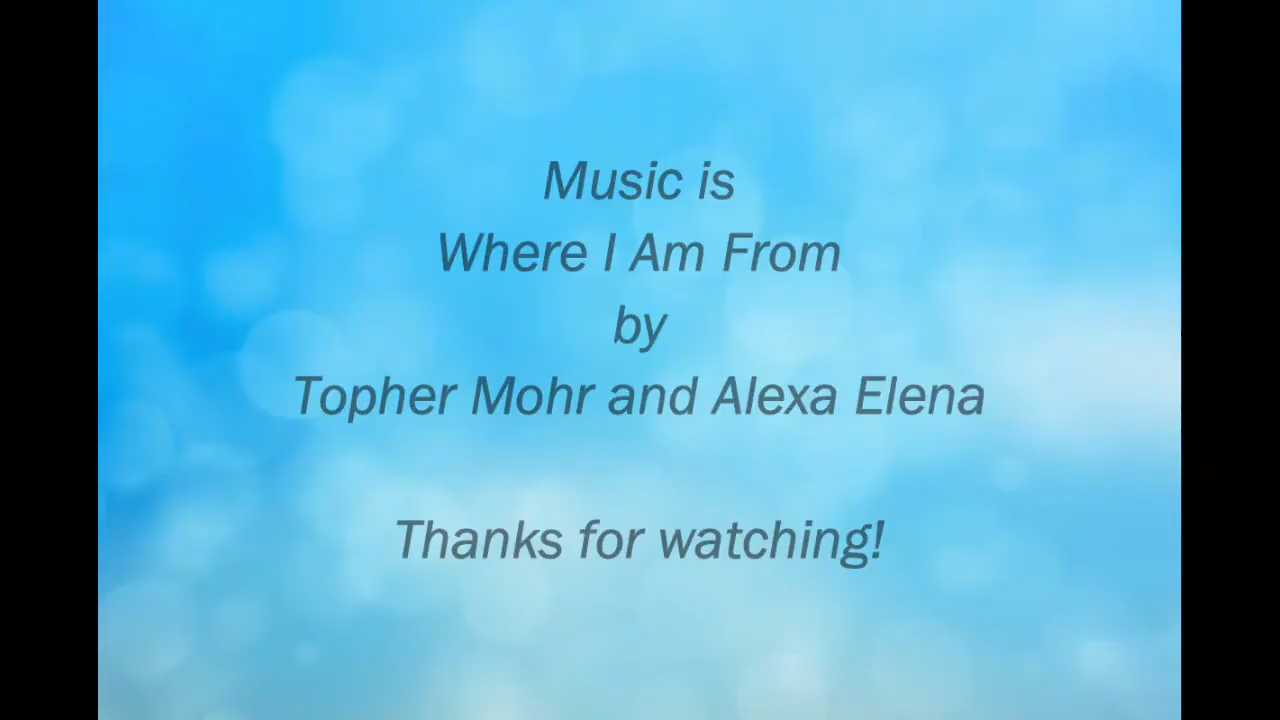 Music is
Where I Am From
by
Topher Mohr and Alexa Elena
Thanks for watching!